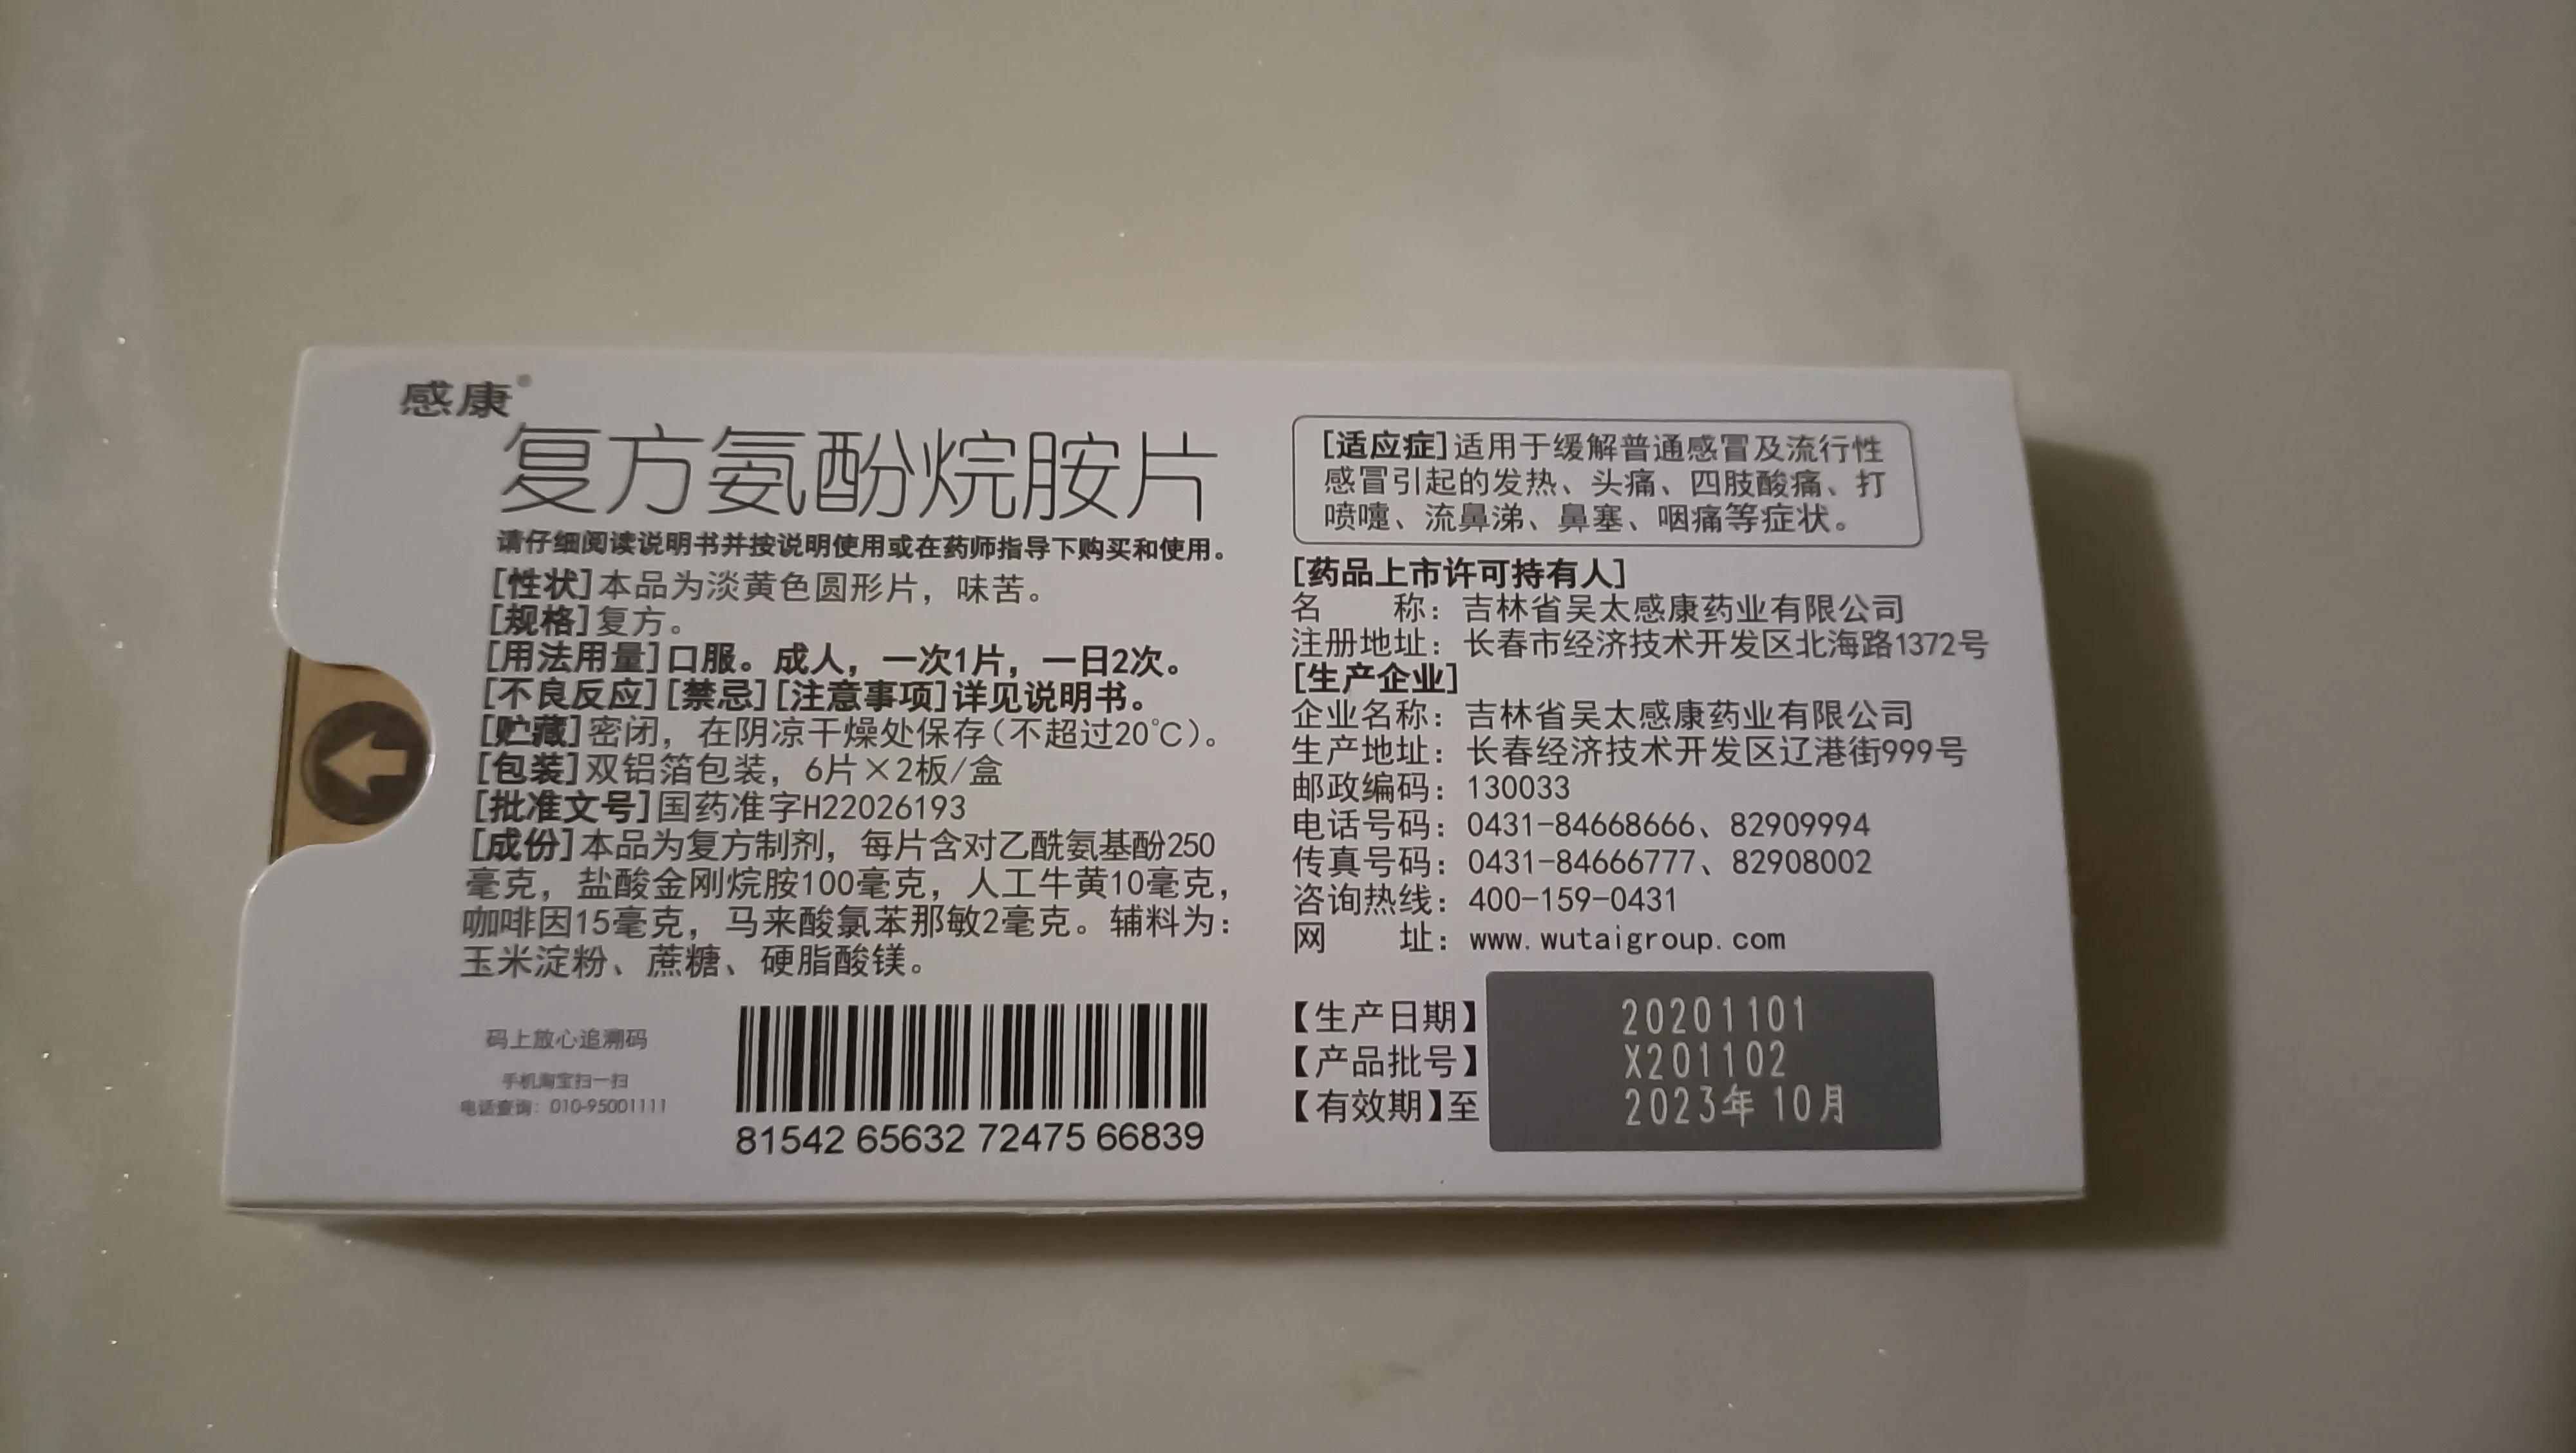 感康®
复方氨酚烷胺片
请仔细阅读说明书并按说明使用或在药师指导下购买和使用。
[性状]本品为淡黄色圆形片，味苦。
[规格]复方。
[用法用量]口服。成人，一次1片，一日2次。
[不良反应][禁忌][注意事项]详见说明书。
[贮藏]密闭，在阴凉干燥处保存(不超过20℃)。
[包装]双铝箔包装，6片×2板/盒
[批准文号]国药准字H22026193
[成份]本品为复方制剂，每片含对乙酰氨基酚250
毫克，盐酸金刚烷胺100毫克，人工牛黄10毫克，
咖啡因15毫克，马来酸氯苯那敏2毫克。辅料为：
玉米淀粉、蔗糖、硬脂酸镁。
码上放心追溯码
手机淘宝扫一扫
电话查询：010-95001111
81542 65632 72475 66839
[适应症]适用于缓解普通感冒及流行性
感冒引起的发热、头痛、四肢酸痛、打
喷嚏、流鼻涕、鼻塞、咽痛等症状。
[药品上市许可持有人]
名 称：吉林省吴太感康药业有限公司
注册地址：长春市经济技术开发区北海路1372号
[生产企业]
企业名称：吉林省吴太感康药业有限公司
生产地址：长春经济技术开发区辽港街999号
邮政编码：130033
电话号码：0431-84668666、82909994
传真号码：0431-84666777、82908002
咨询热线：400-159-0431
网 址：www.wutaigroup.com
【生产日期】20201101
【产品批号】X201102
【有效期】至 2023年10月